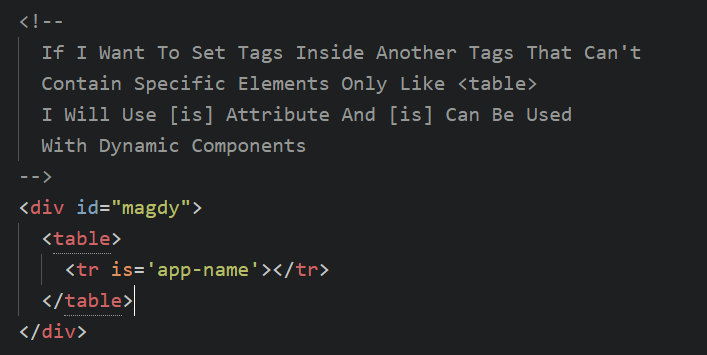 <!--
If I Want To Set Tags Inside Another Tags That Can't
Contain Specific Elements Only Like <table>
I Will Use [is] Attribute And [is] Can Be Used
With Dynamic Components
-->
<div id="magdy">
<table>
<tr is='app-name'></tr>
</table>
</div>